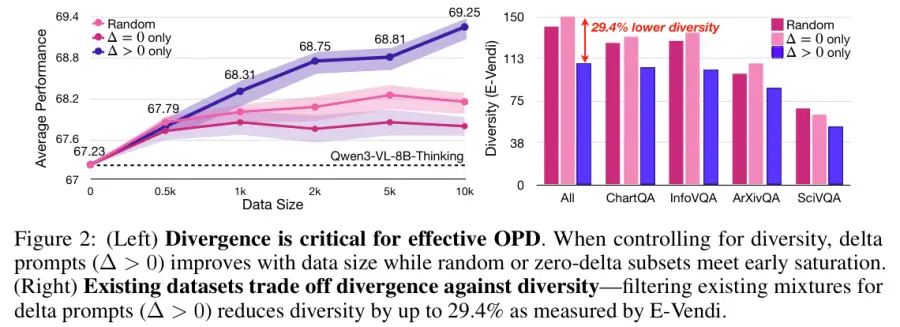 69.4
68.8
68.2
67.6
67
Average Performance
Random
Δ = 0 only
Δ > 0 only
67.23
67.79
68.31
68.75
68.81
69.25
Qwen3-VL-8B-Thinking
0
0.5k
1k
2k
5k
10k
Data Size
150
113
75
38
0
Diversity (E-Vendi)
29.4% lower diversity
Random
Δ = 0 only
Δ > 0 only
All
ChartQA
InfoVQA
ArXivQA
SciVQA
Figure 2: (Left) Divergence is critical for effective OPD. When controlling for diversity, delta
prompts (Δ > 0) improves with data size while random or zero-delta subsets meet early saturation.
(Right) Existing datasets trade off divergence against diversity—filtering existing mixtures for
delta prompts (Δ > 0) reduces diversity by up to 29.4% as measured by E-Vendi.